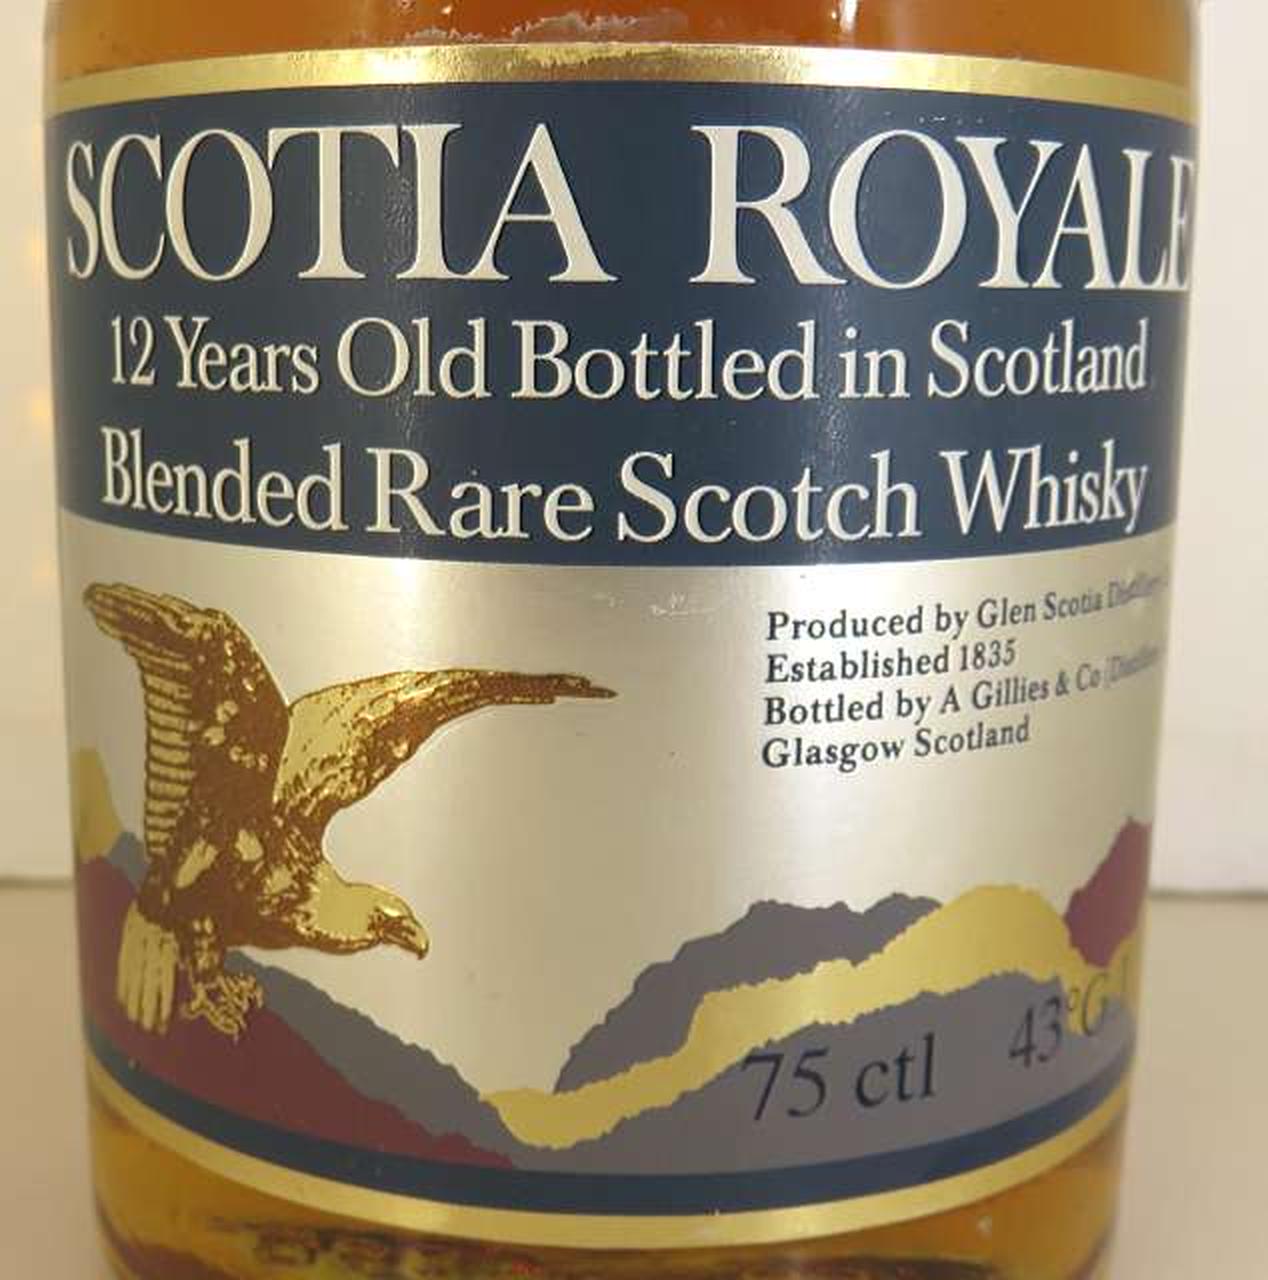 SCOTIA ROYALE
12 Years Old Bottled in Scotland
Blended Rare Scotch Whisky
Produced by Glen Scotia
Established 1835
Bottled by A Gillies & Co
Glasgow Scotland
75 ctl 43°G.L